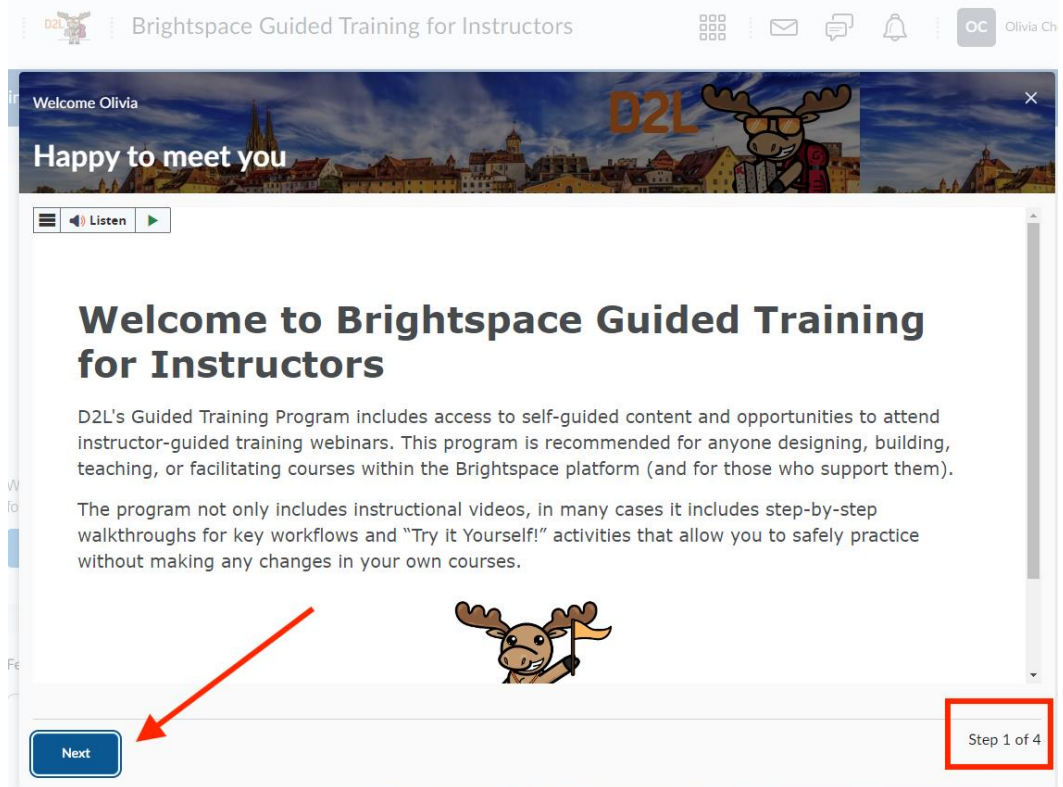 D2L
Brightspace Guided Training for Instructors
OC
Olivia Ch
Welcome Olivia
D2L
Happy to meet you
Listen
Welcome to Brightspace Guided Training
for Instructors
D2L's Guided Training Program includes access to self-guided content and opportunities to attend
instructor-guided training webinars. This program is recommended for anyone designing, building,
teaching, or facilitating courses within the Brightspace platform (and for those who support them).
The program not only includes instructional videos, in many cases it includes step-by-step
walkthroughs for key workflows and “Try it Yourself!” activities that allow you to safely practice
without making any changes in your own courses.
Next
Step 1 of 4